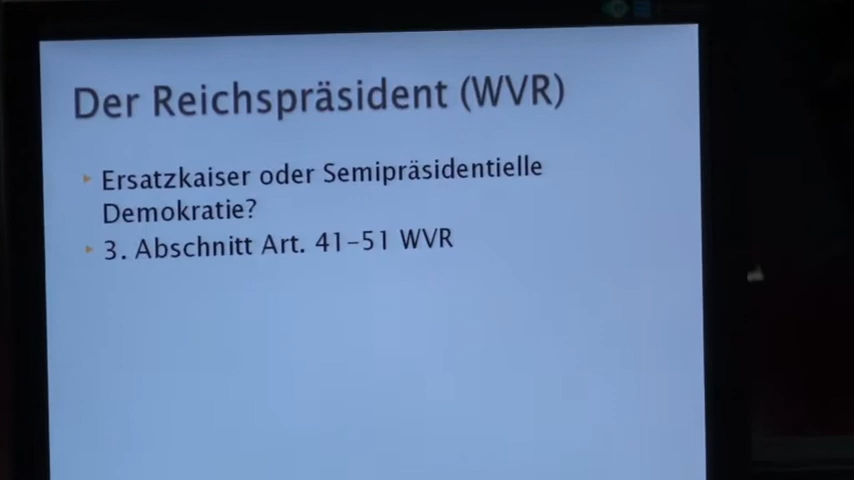 Der Reichspräsident (WVR)
Ersatzkaiser oder Semipräsidentielle
Demokratie?
3. Abschnitt Art. 41-51 WVR